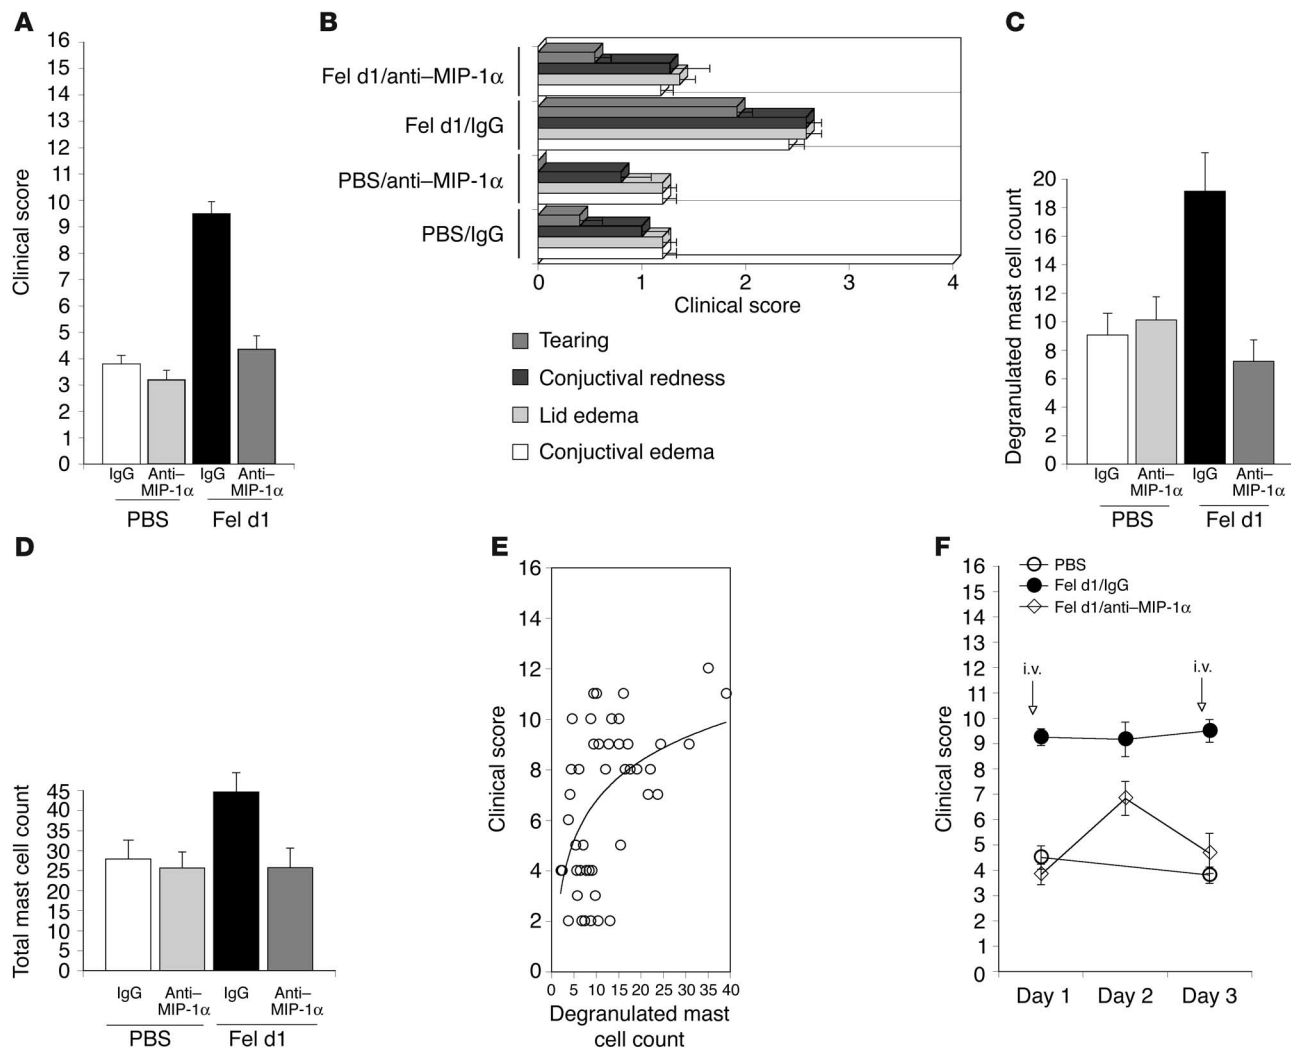 A
16
15
14
13
12
11
10
9
8
7
6
5
4
3
2
1
0
Clinical score
IgG
Anti–
MIP-1α
IgG
Anti–
MIP-1α
PBS
Fel d1
B
Fel d1/anti–MIP-1α
Fel d1/IgG
PBS/anti–MIP-1α
PBS/IgG
0 1 2 3 4
Clinical score
Tearing
Conjuctival redness
Lid edema
Conjuctival edema
C
20
18
16
14
12
10
8
6
4
2
0
Degranulated mast cell count
IgG
Anti–
MIP-1α
IgG
Anti–
MIP-1α
PBS
Fel d1
D
45
40
35
30
25
20
15
10
5
0
Total mast cell count
IgG
Anti–
MIP-1α
IgG
Anti–
MIP-1α
PBS
Fel d1
E
16
14
12
10
8
6
4
2
0
Clinical score
0 5 10 15 20 25 30 35 40
Degranulated mast
cell count
F
16
15
14
13
12
11
10
9
8
7
6
5
4
3
2
1
0
Clinical score
PBS
Fel d1/IgG
Fel d1/anti–MIP-1α
i.v.
i.v.
Day 1 Day 2 Day 3